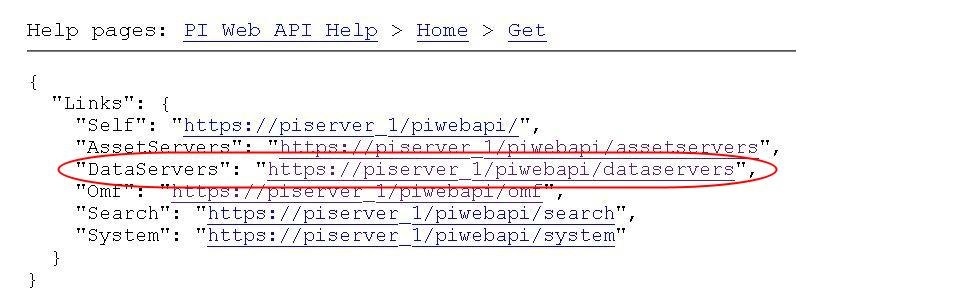 Help pages: PI Web API Help > Home > Get
{
"Links": {
"Self": "https://piserver_1/piwebapi/",
"AssetServers": "https://piserver_1/piwebapi/assetservers",
"DataServers": "https://piserver_1/piwebapi/dataservers",
"Omf": "https://piserver_1/piwebapi/omf",
"Search": "https://piserver_1/piwebapi/search",
"System": "https://piserver_1/piwebapi/system"
}
}